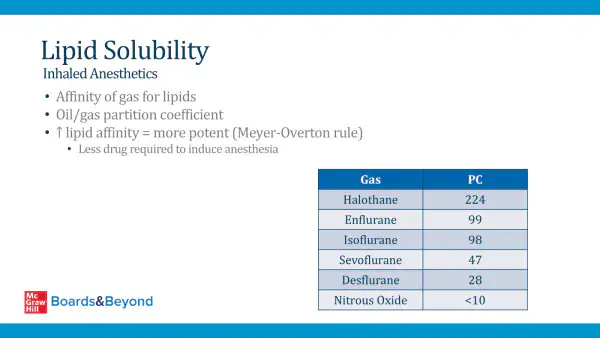 Lipid Solubility
Inhaled Anesthetics
• Affinity of gas for lipids
• Oil/gas partition coefficient
• ↑ lipid affinity = more potent (Meyer-Overton rule)
• Less drug required to induce anesthesia
Gas PC
Halothane 224
Enflurane 99
Isoflurane 98
Sevoflurane 47
Desflurane 28
Nitrous Oxide <10
Mc
Graw
Hill
Boards&Beyond